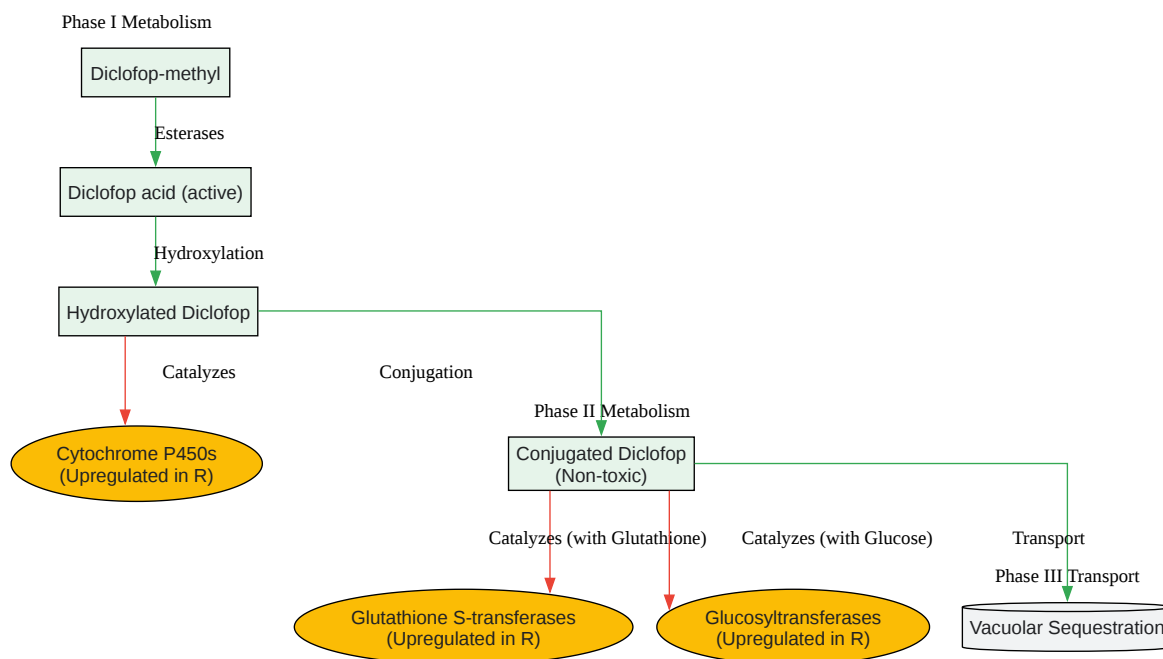 Phase I Metabolism
Diclofop-methyl
Esterases
Diclofop acid (active)
Hydroxylation
Hydroxylated Diclofop
Catalyzes
Conjugation
Phase II Metabolism
Cytochrome P450s
(Upregulated in R)
Conjugated Diclofop
(Non-toxic)
Catalyzes (with Glutathione)
Catalyzes (with Glucose)
Transport
Phase III Transport
Glutathione S-transferases
(Upregulated in R)
Glucosyltransferases
(Upregulated in R)
Vacuolar Sequestration